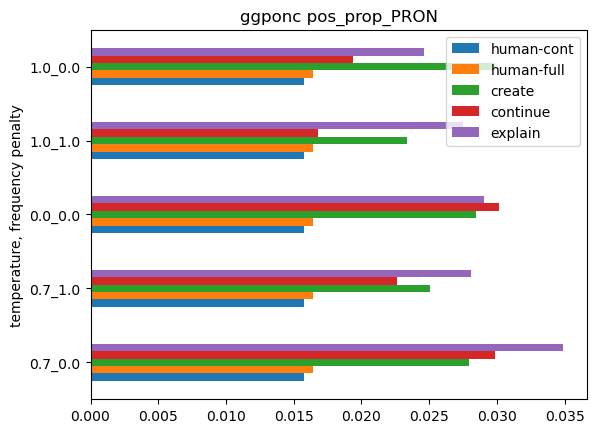 ggponc pos_prop_PRON
temperature, frequency penalty
1.0_0.0
1.0_1.0
0.0_0.0
0.7_1.0
0.7_0.0
human-cont
human-full
create
continue
explain
0.000 0.005 0.010 0.015 0.020 0.025 0.030 0.035